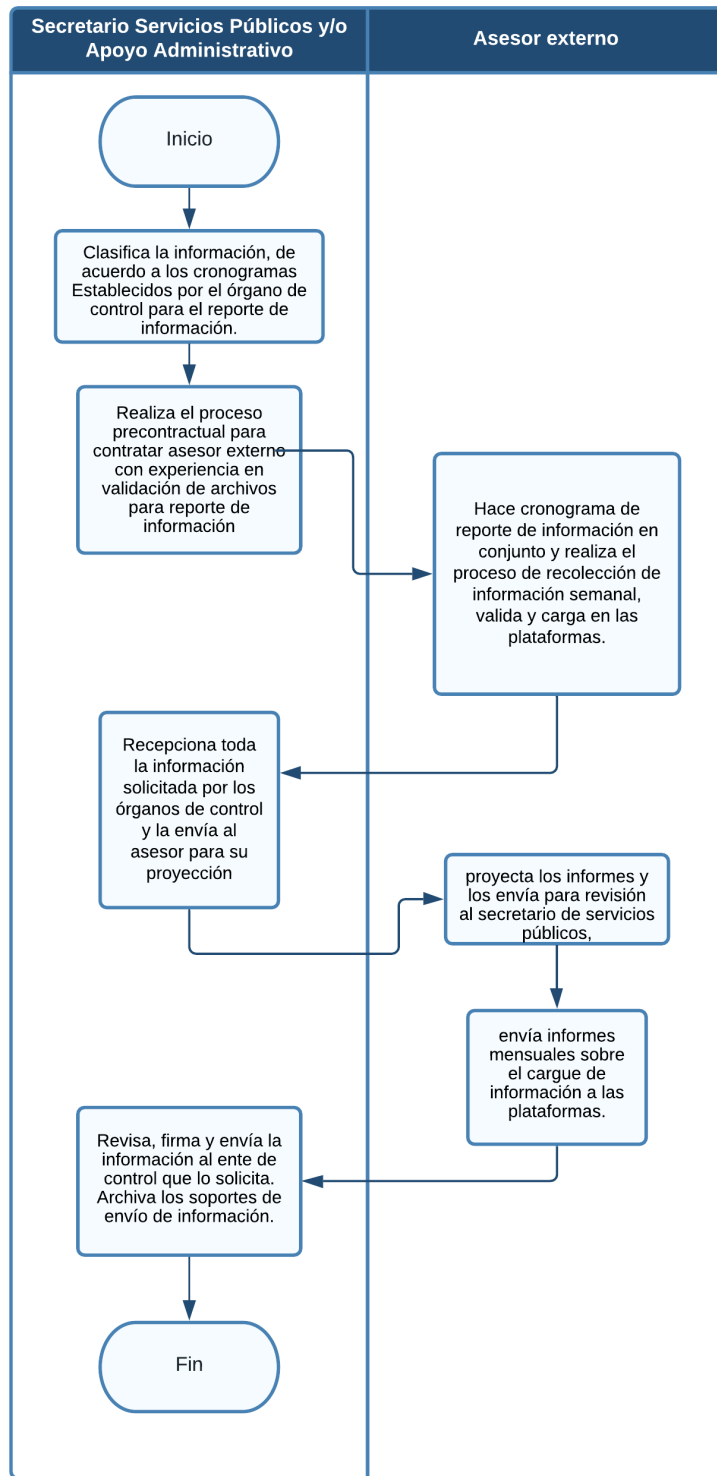 Secretario Servicios Públicos y/o
Apoyo Administrativo
Asesor externo
Inicio
Clasifica la información, de
acuerdo a los cronogramas
Establecidos por el órgano de
control para el reporte de
información.
Realiza el proceso
precontractual para
contratar asesor externo
con experiencia en
validación de archivos
para reporte de
información
Hace cronograma de
reporte de información en
conjunto y realiza el
proceso de recolección de
información semanal,
valida y carga en las
plataformas.
Recepciona toda
la información
solicitada por los
órganos de control
y la envía al
asesor para su
proyección
proyecta los informes y
los envía para revisión
al secretario de servicios
públicos,
envía informes
mensuales sobre
el cargue de
información a las
plataformas.
Revisa, firma y envía la
información al ente de
control que lo solicita.
Archiva los soportes de
envío de información.
Fin